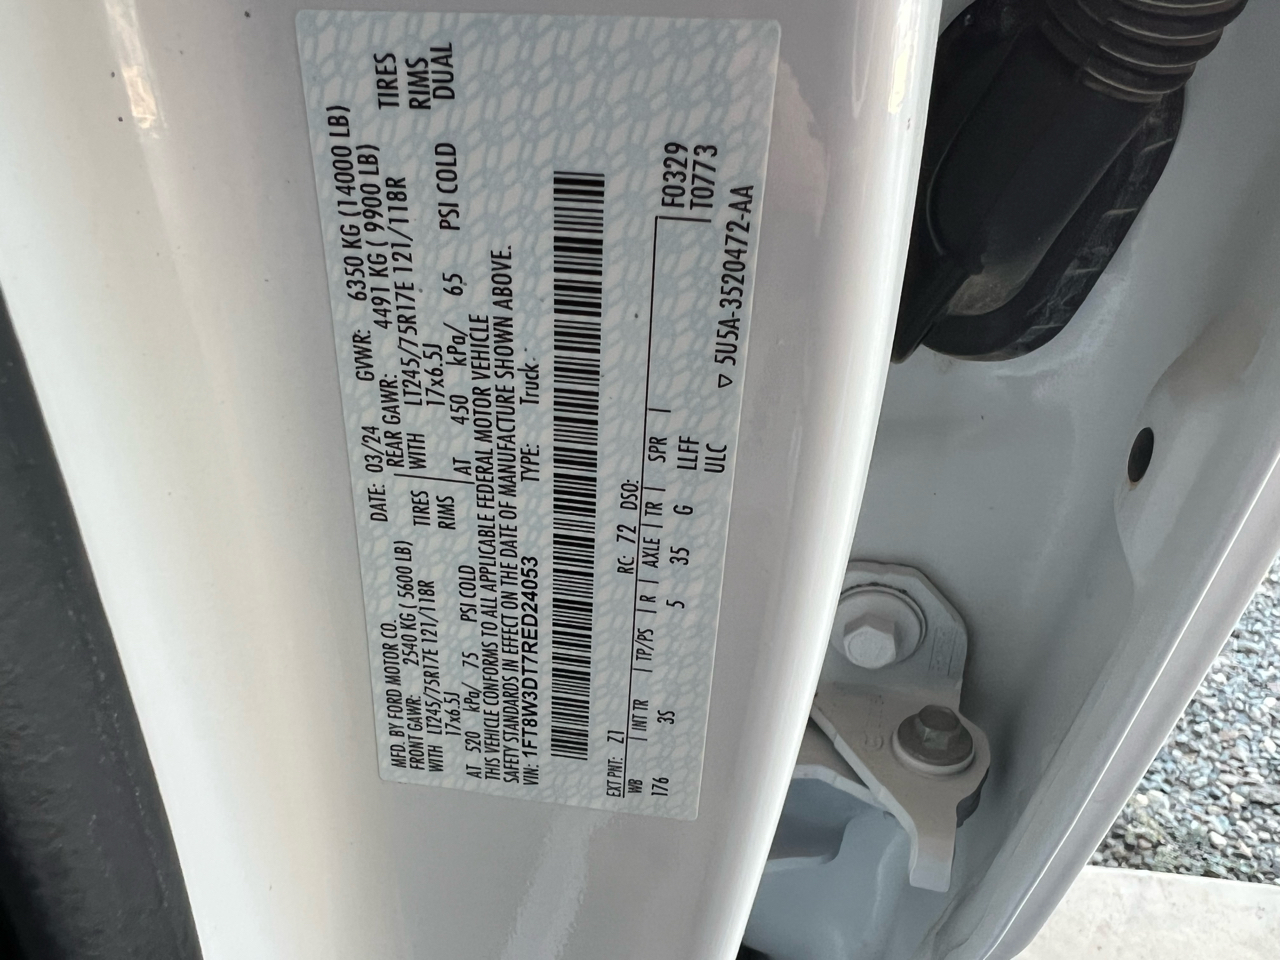 MFD. BY FORD MOTOR CO.
DATE: 03/24 GVWR: 6350 KG (14000 LB)
FRONT GAWR: 2540 KG ( 5600 LB)
REAR GAWR: 4491 KG ( 9900 LB)
WITH LT245/75R17E 121/118R TIRES
WITH LT245/75R17E 121/118R TIRES
17x6.5J RIMS
17x6.5J RIMS
AT 520 kPa/ 75 PSI COLD
AT 450 kPa/ 65 PSI COLD DUAL
THIS VEHICLE CONFORMS TO ALL APPLICABLE FEDERAL MOTOR VEHICLE
SAFETY STANDARDS IN EFFECT ON THE DATE OF MANUFACTURE SHOWN ABOVE.
VIN: 1FT8W3DT7RED24053 TYPE: Truck
EXT PNT: Z1 RC: 72 DSO: F0329
WB INT TR TP/PS R AXLE TR SPR T0773
176 3S 5 35 G LLFF
ULC ▽ 5U5A-3520472-AA